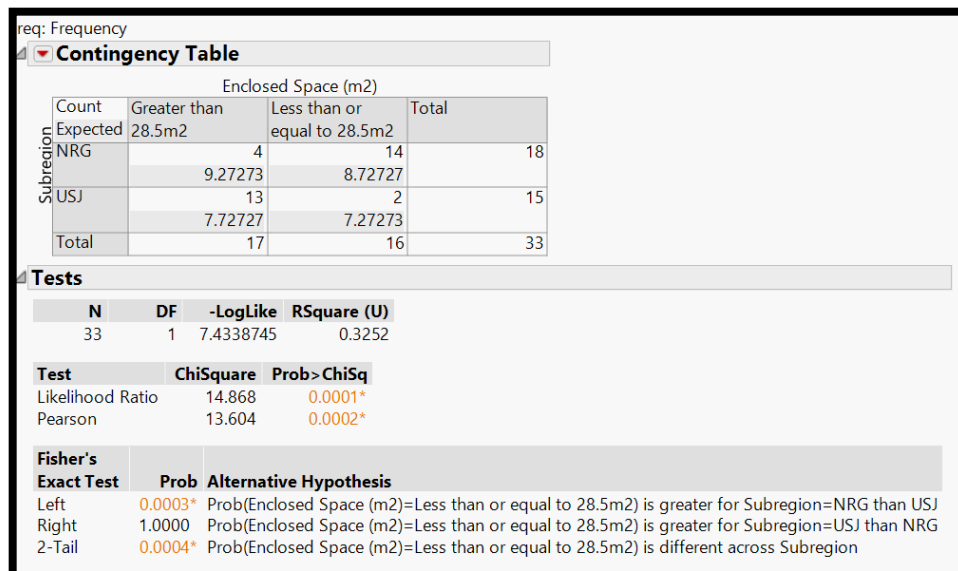 req: Frequency
Contingency Table
Enclosed Space (m2)
Count Greater than Less than or Total
Expected 28.5m2 equal to 28.5m2
Subregion
NRG 4 14 18
9.27273 8.72727
USJ 13 2 15
7.72727 7.27273
Total 17 16 33
Tests
N DF -LogLike RSquare (U)
33 1 7.4338745 0.3252
Test ChiSquare Prob>ChiSq
Likelihood Ratio 14.868 0.0001*
Pearson 13.604 0.0002*
Fisher's
Exact Test Prob Alternative Hypothesis
Left 0.0003* Prob(Enclosed Space (m2)=Less than or equal to 28.5m2) is greater for Subregion=NRG than USJ
Right 1.0000 Prob(Enclosed Space (m2)=Less than or equal to 28.5m2) is greater for Subregion=USJ than NRG
2-Tail 0.0004* Prob(Enclosed Space (m2)=Less than or equal to 28.5m2) is different across Subregion